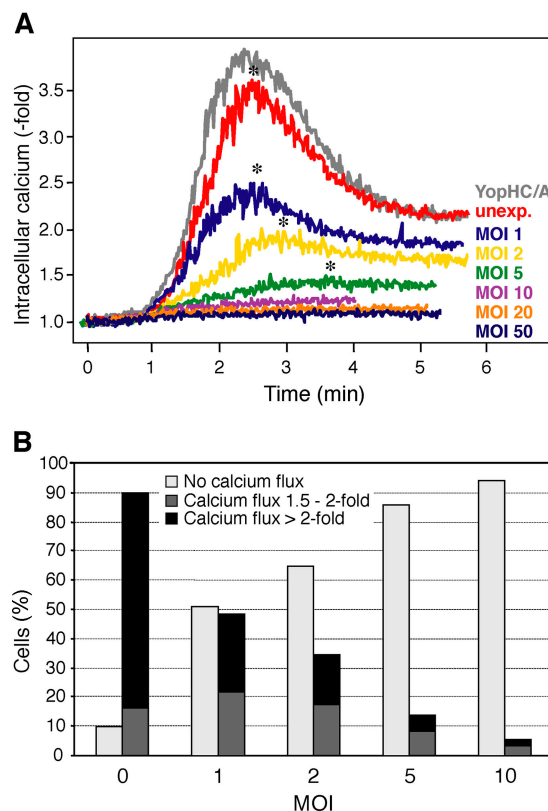 A
Intracellular calcium (-fold)
3.5
3.0
2.5
2.0
1.5
1.0
*
*
*
*
YopHC/A
unexp.
MOI 1
MOI 2
MOI 5
MOI 10
MOI 20
MOI 50
0 1 2 3 4 5 6
Time (min)
B
Cells (%)
100
90
80
70
60
50
40
30
20
10
0
No calcium flux
Calcium flux 1.5 - 2-fold
Calcium flux > 2-fold
0 1 2 5 10
MOI